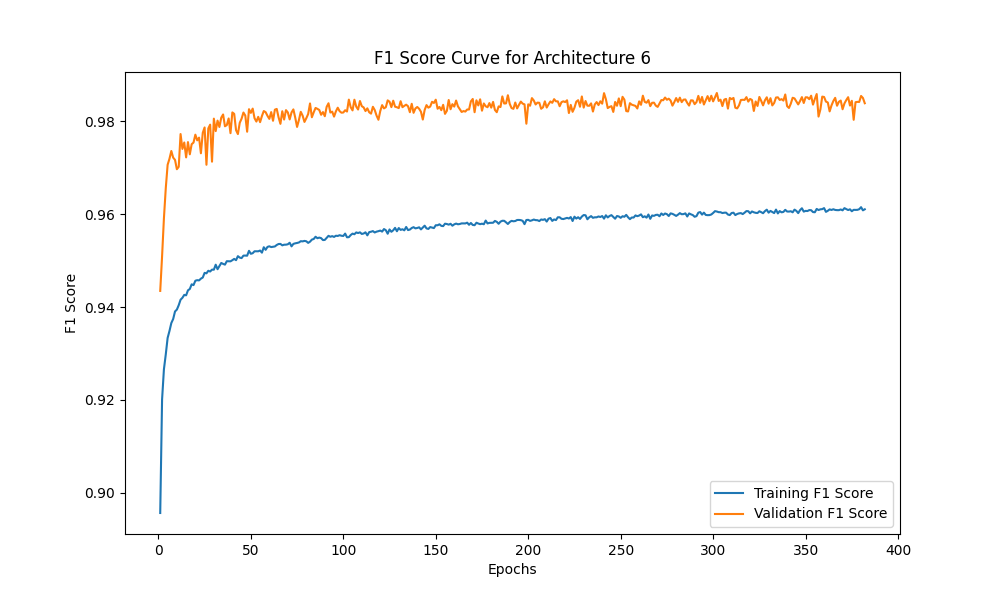 F1 Score Curve for Architecture 6
F1 Score
0.98
0.96
0.94
0.92
0.90
0
50
100
150
200
250
300
350
400
Epochs
Training F1 Score
Validation F1 Score